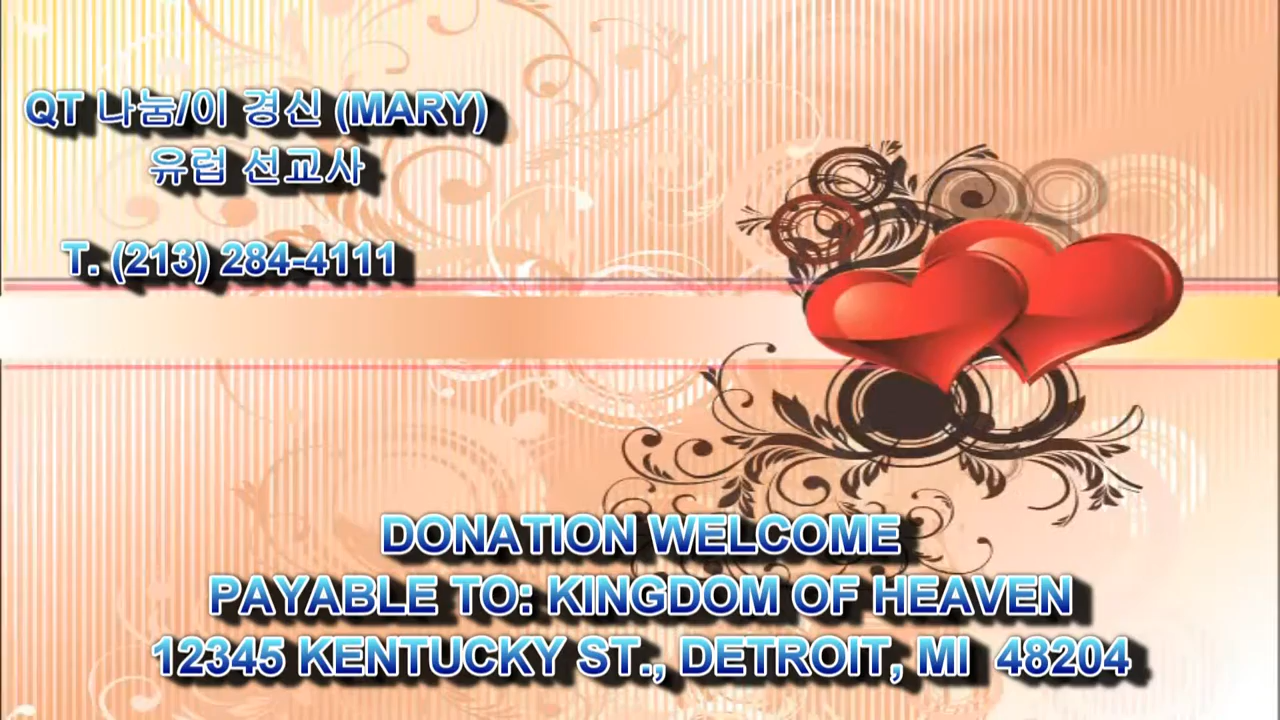 QT 나눔/이 경신 (MARY)
유럽 선교사
T. (213) 284-4111
DONATION WELCOME
PAYABLE TO: KINGDOM OF HEAVEN
12345 KENTUCKY ST., DETROIT, MI  48204